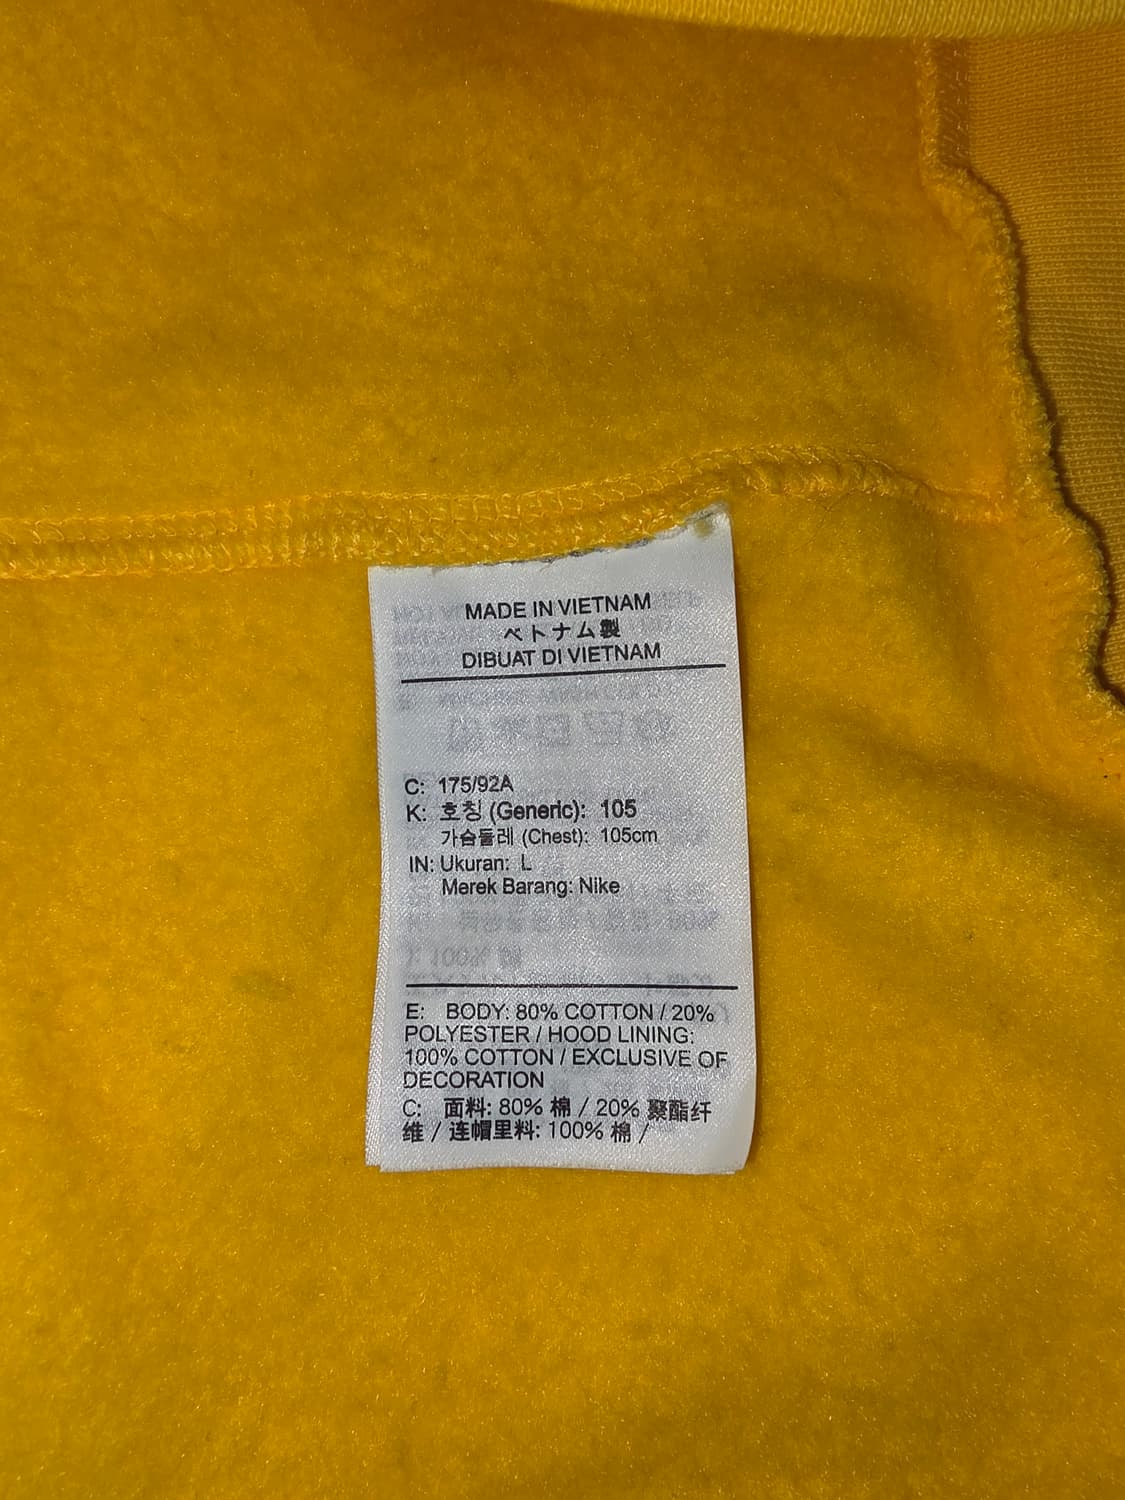 MADE IN VIETNAM
ベトナム製
DIBUAT DI VIETNAM
C: 175/92A
K: 호칭 (Generic): 105
가슴둘레 (Chest): 105cm
IN: Ukuran: L
Merek Barang: Nike
E: BODY: 80% COTTON / 20%
POLYESTER / HOOD LINING:
100% COTTON / EXCLUSIVE OF
DECORATION
C: 面料: 80% 棉 / 20% 聚酯纤
维 / 连帽里料: 100% 棉 /